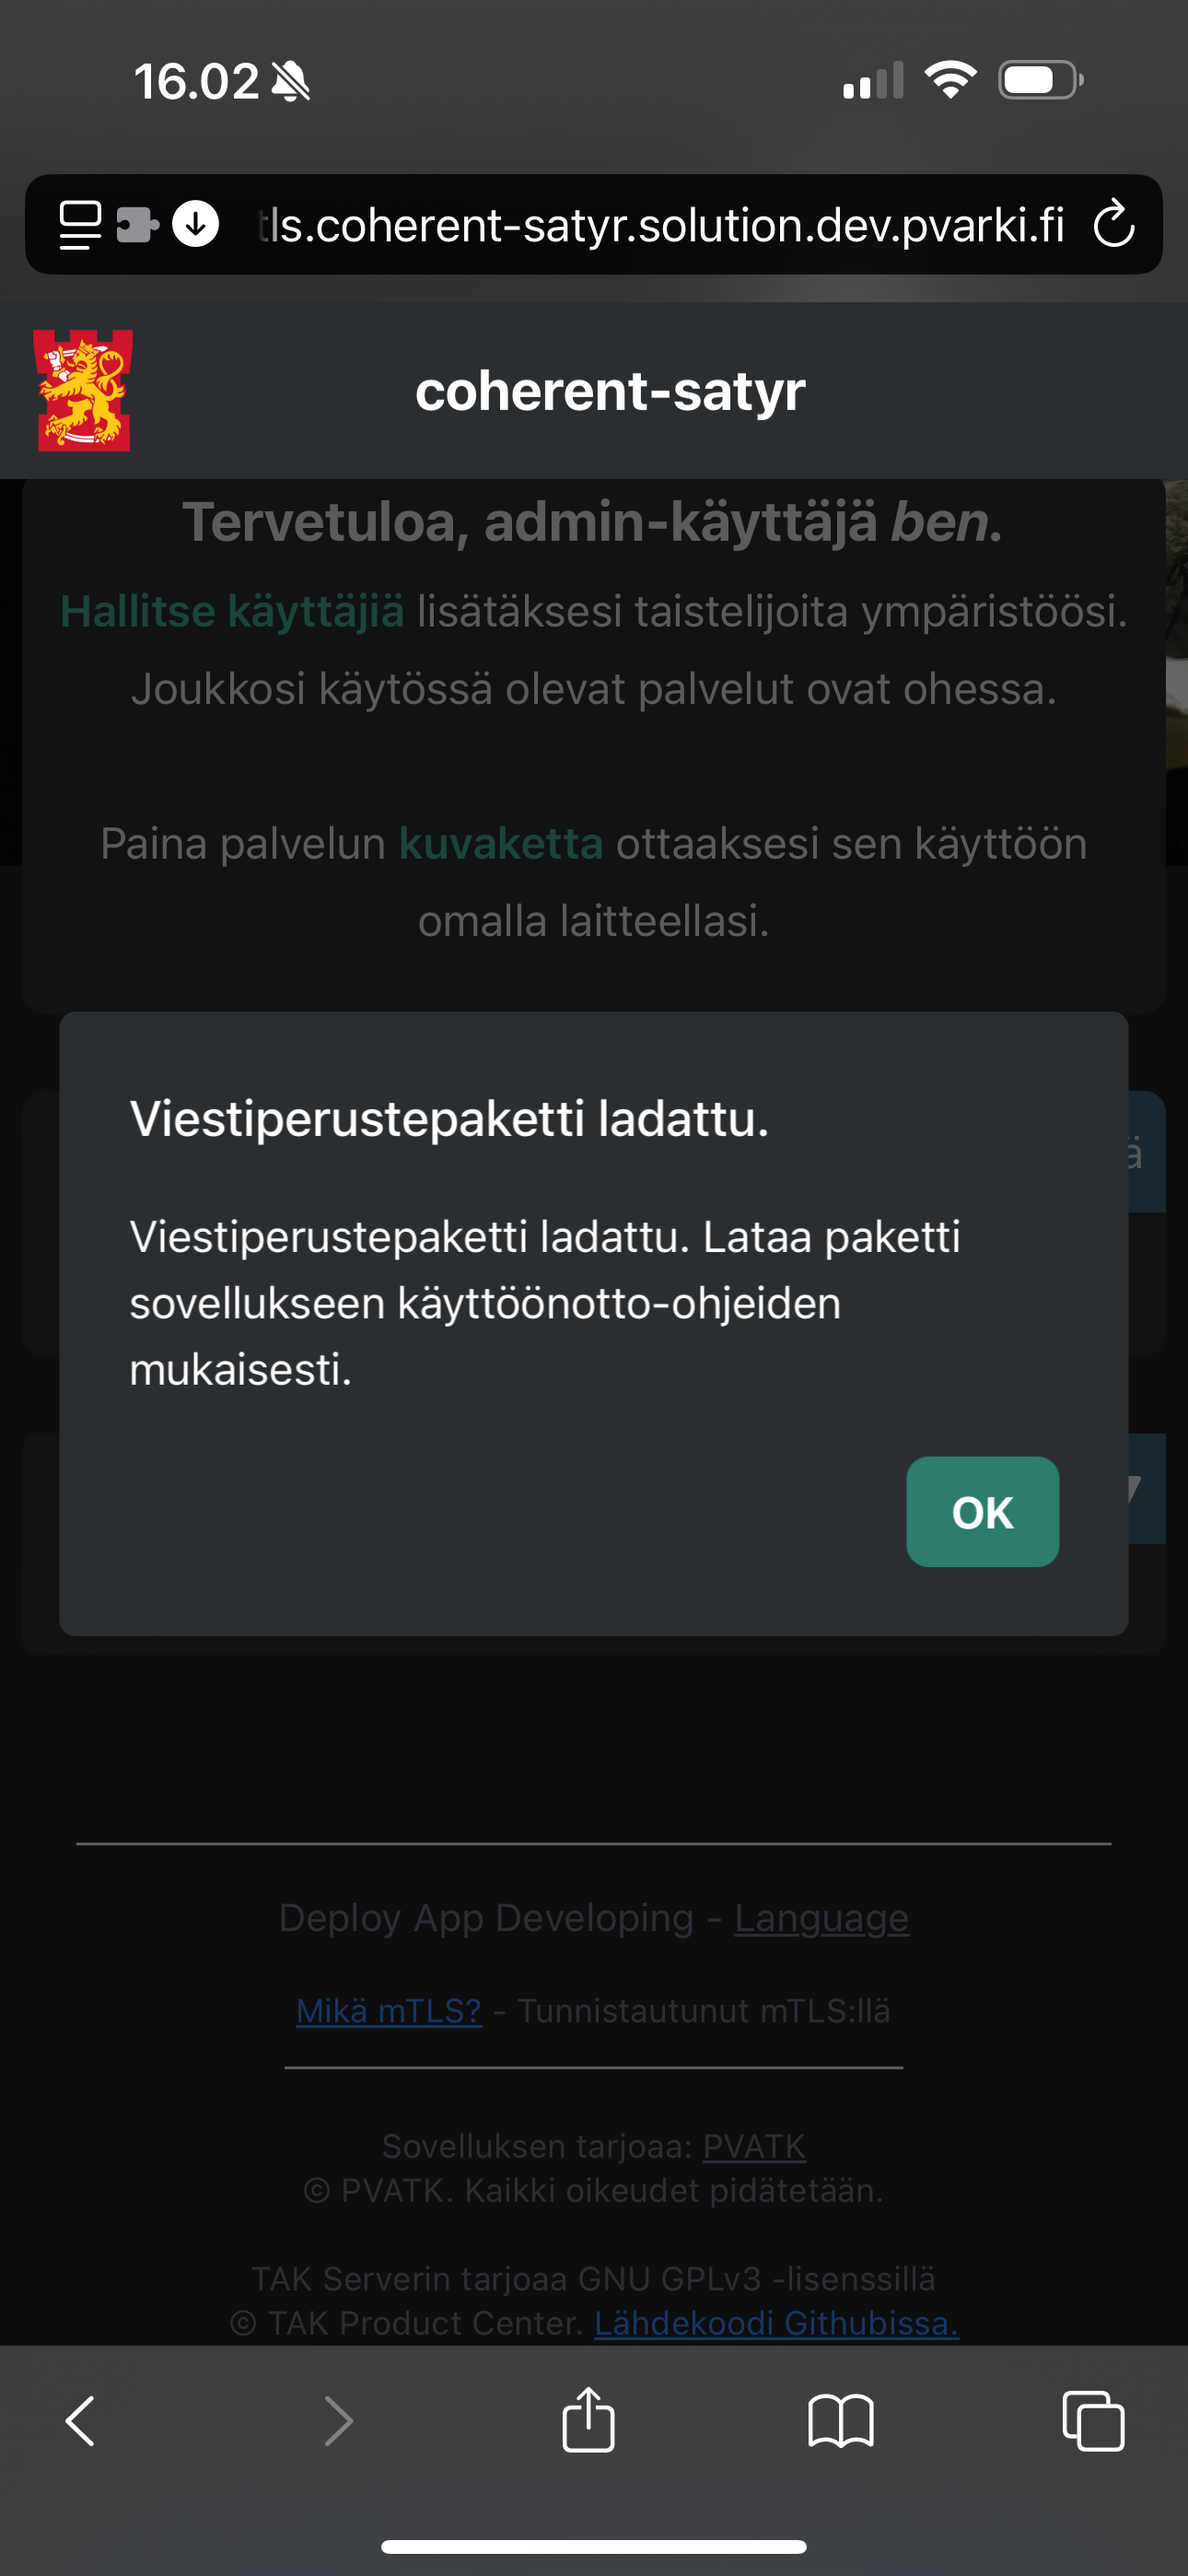 16.02
tls.coherent-satyr.solution.dev.pvarki.fi
coherent-satyr
Tervetuloa, admin-käyttäjä ben.
Hallitse käyttäjiä lisätäksesi taistelijoita ympäristöösi.
Joukkosi käytössä olevat palvelut ovat ohessa.
Paina palvelun kuvaketta ottaaksesi sen käyttöön
omalla laitteellasi.
Viestiperustepaketti ladattu.
ä
Viestiperustepaketti ladattu. Lataa paketti
sovellukseen käyttöönotto-ohjeiden
mukaisesti.
OK
Deploy App Developing - Language
Mikä mTLS? - Tunnistautunut mTLS:llä
Sovelluksen tarjoaa: PVATK
© PVATK. Kaikki oikeudet pidätetään.
TAK Serverin tarjoaa GNU GPLv3 -lisenssillä
© TAK Product Center. Lähdekoodi Githubissa.